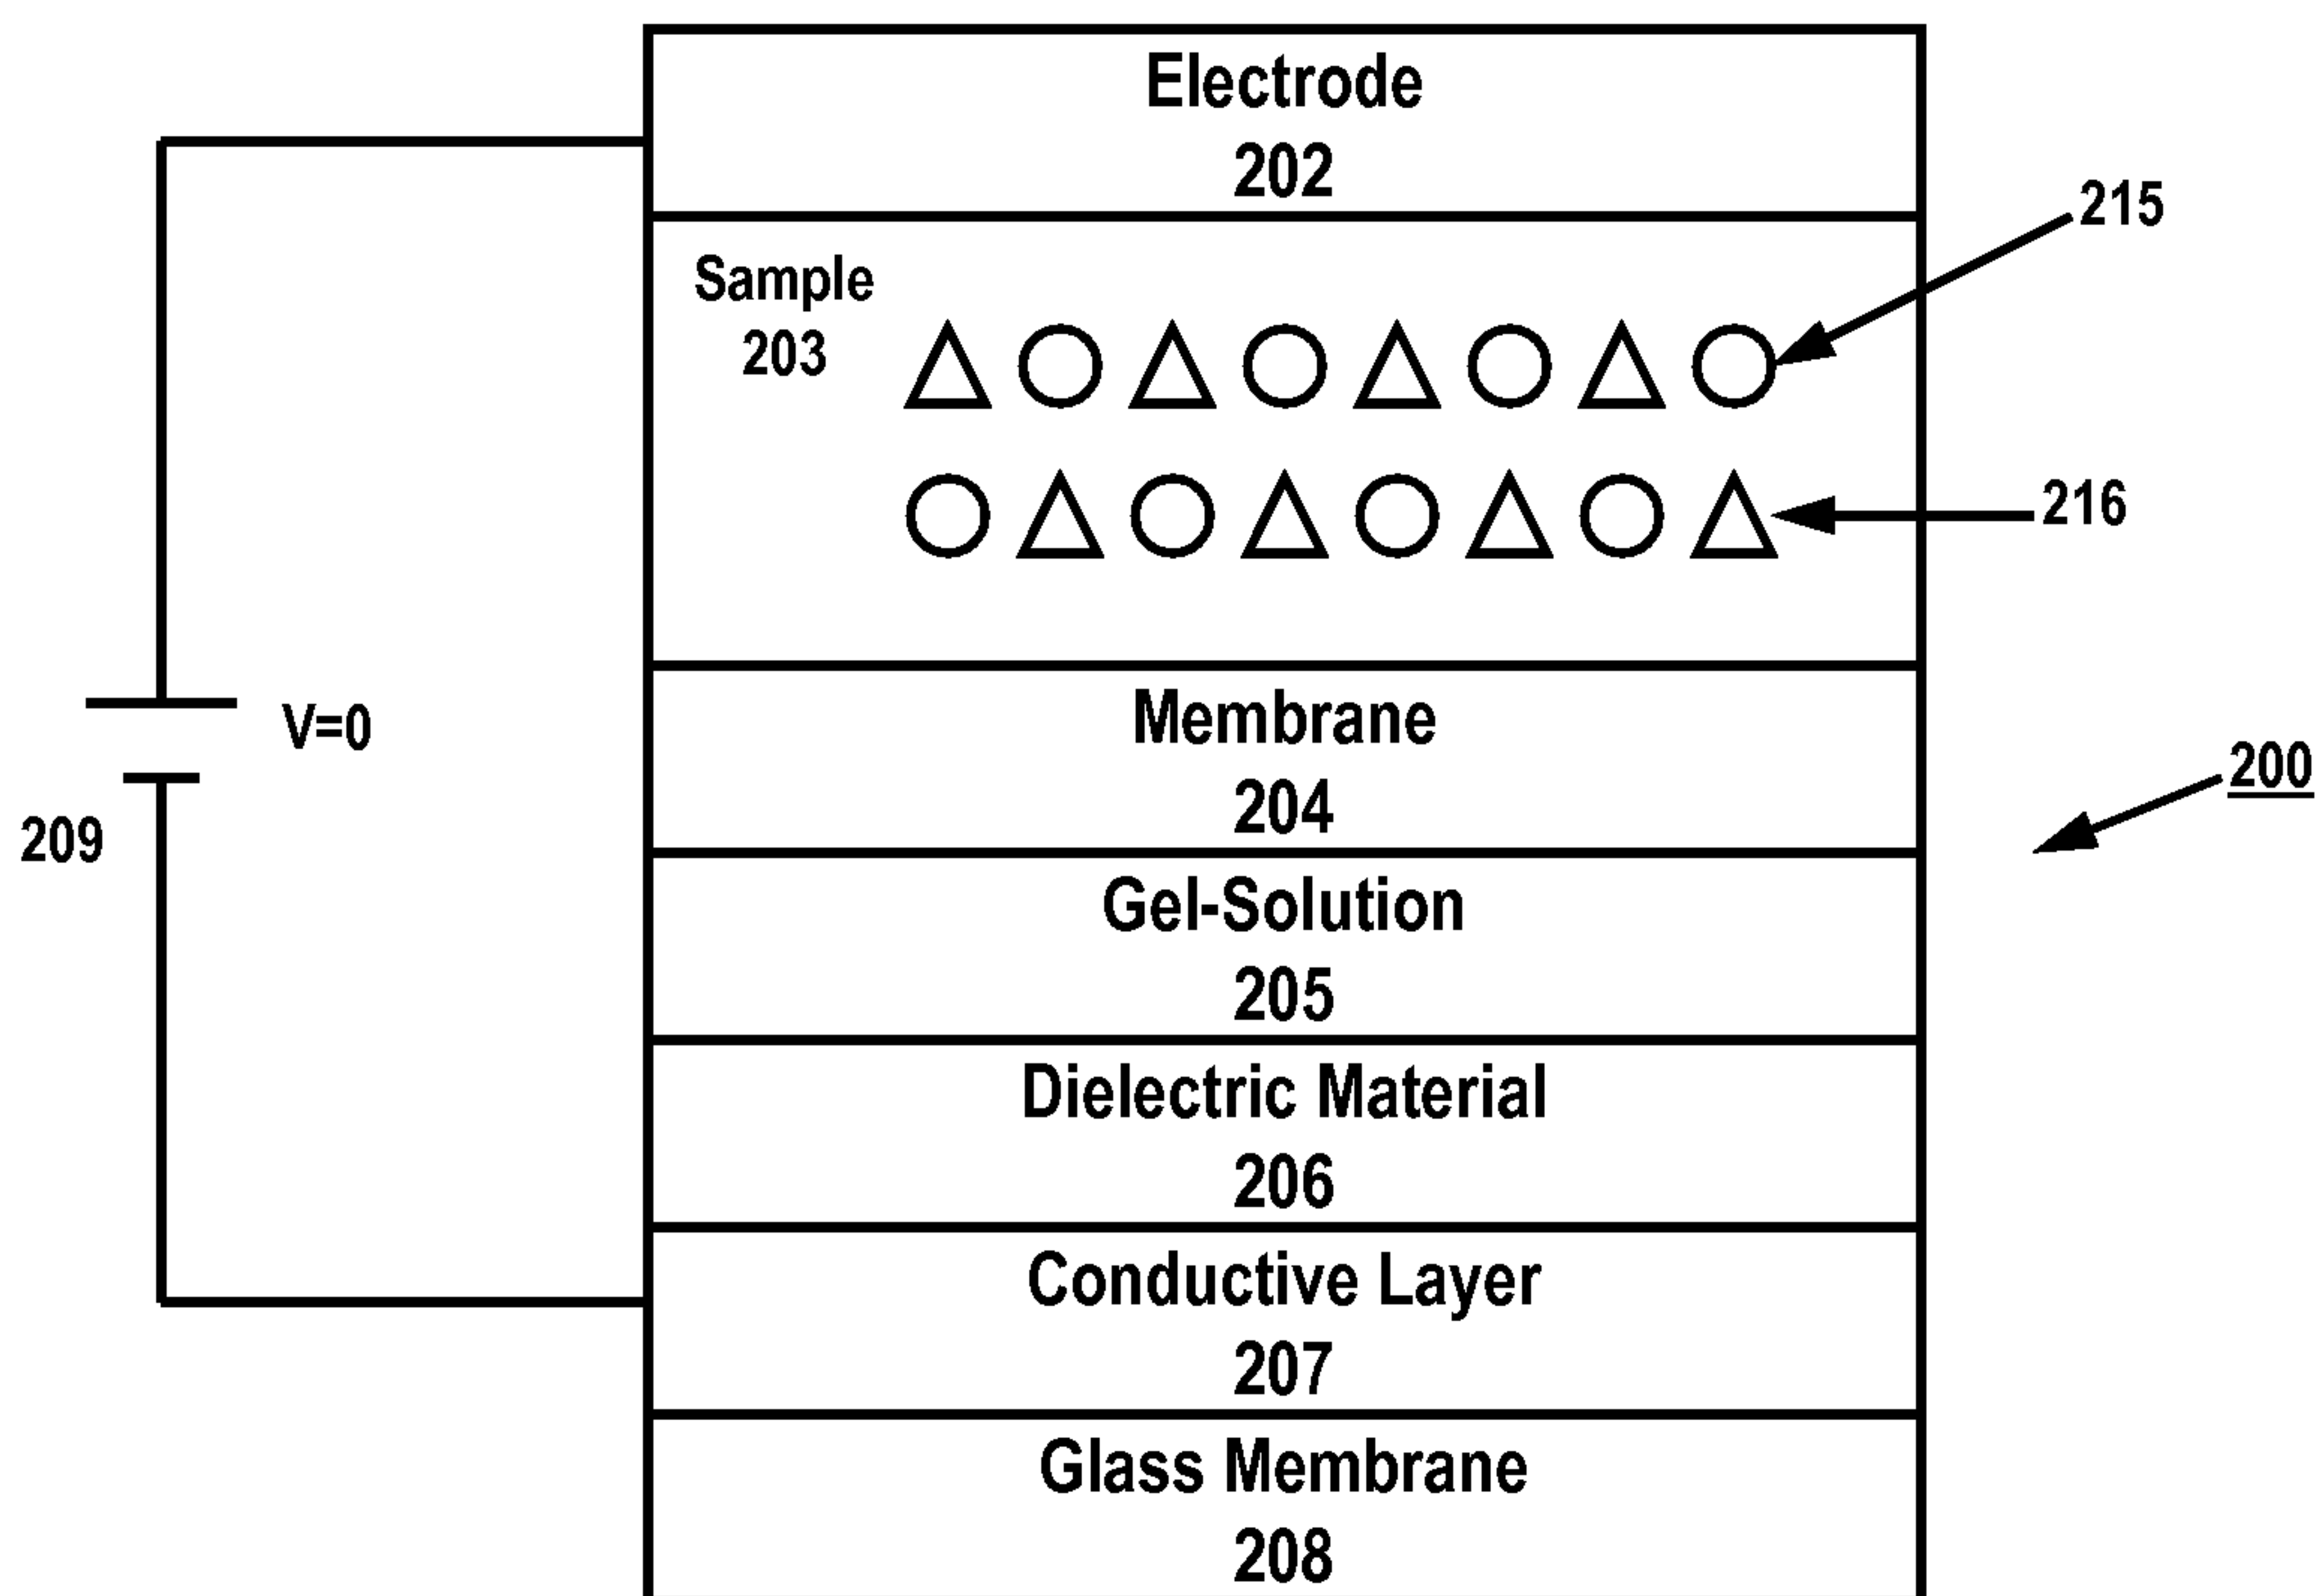 Electrode
202
215
Sample
203
216
V=0
209
Membrane
204
200
Gel-Solution
205
Dielectric Material
206
Conductive Layer
207
Glass Membrane
208